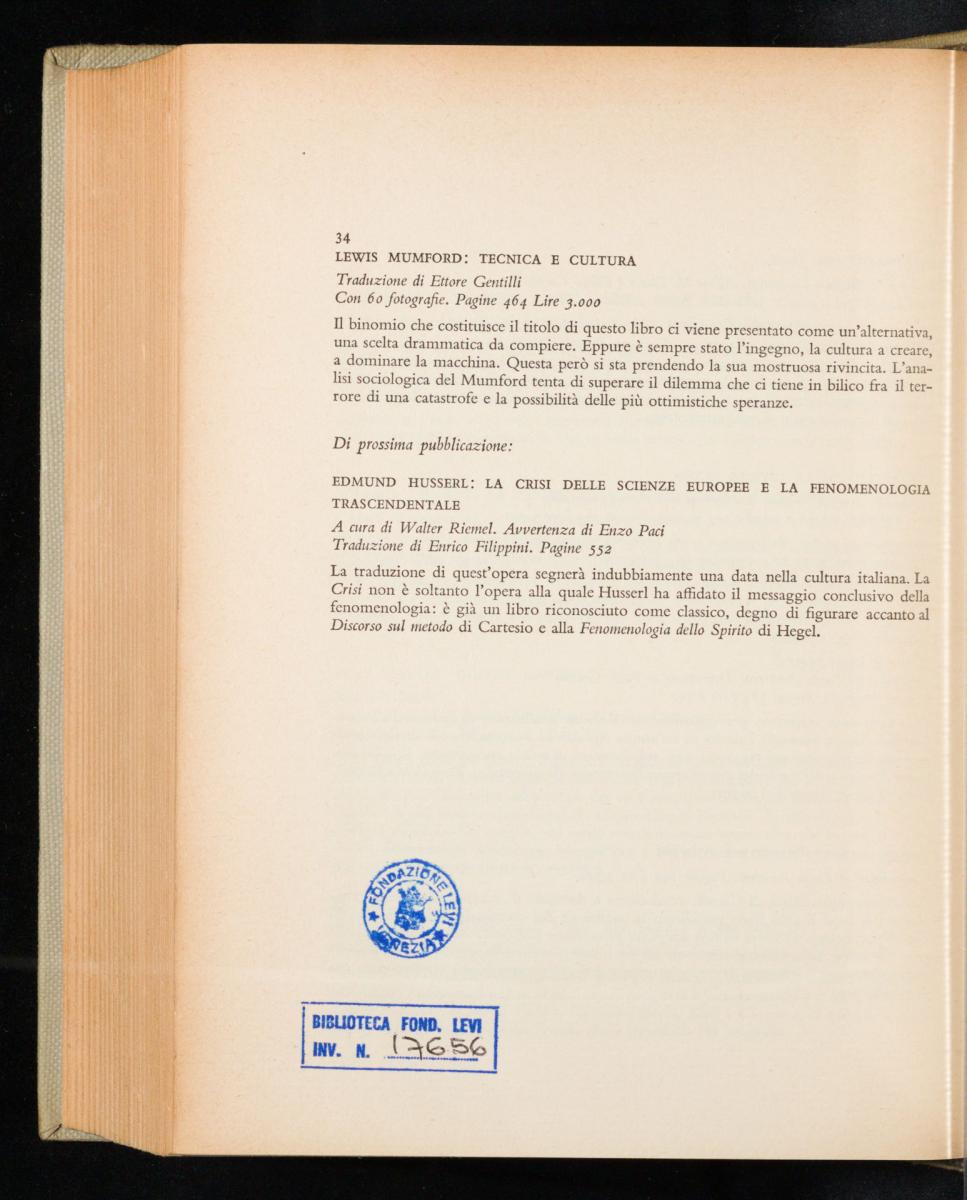 34
LEWIS MUMFORD: TECNICA E CULTURA
Traduzione di Ettore Gentilli
Con 60 fotografie. Pagine 464 Lire 3.000
Il binomio che costituisce il titolo di questo libro ci viene presentato come un'alternativa,
una scelta drammatica da compiere. Eppure è sempre stato l'ingegno, la cultura a creare,
a dominare la macchina. Questa però si sta prendendo la sua mostruosa rivincita. L'ana-
lisi sociologica del Mumford tenta di superare il dilemma che ci tiene in bilico fra il ter-
rore di una catastrofe e la possibilità delle più ottimistiche speranze.
Di prossima pubblicazione:
EDMUND HUSSERL: LA CRISI DELLE SCIENZE EUROPEE E LA FENOMENOLOGIA
TRASCENDENTALE
A cura di Walter Riemel. Avvertenza di Enzo Paci
Traduzione di Enrico Filippini. Pagine 552
La traduzione di quest'opera segnerà indubbiamente una data nella cultura italiana. La
Crisi non è soltanto l'opera alla quale Husserl ha affidato il messaggio conclusivo della
fenomenologia: è già un libro riconosciuto come classico, degno di figurare accanto al
Discorso sul metodo di Cartesio e alla Fenomenologia dello Spirito di Hegel.
FONDAZIONE LEVI
VENEZIA
BIBLIOTECA FOND. LEVI
INV. N. 17656